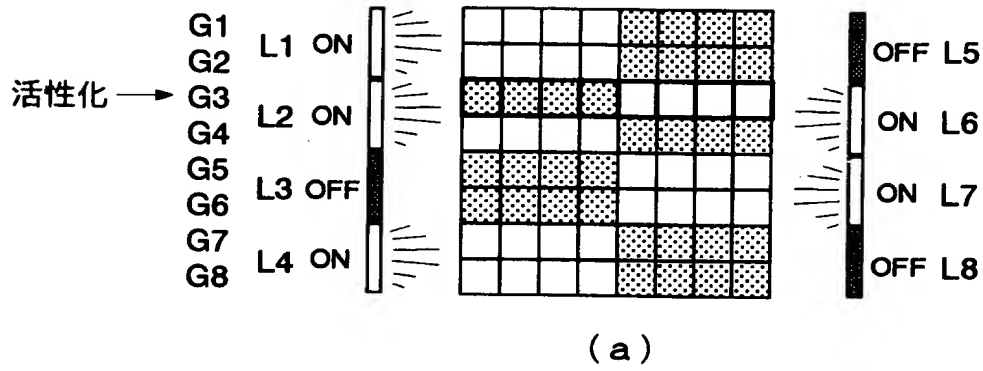 G1
L1 ON
G2
OFF L5
活性化 → G3
L2 ON
ON L6
G4
G5
L3 OFF
ON L7
G6
G7
L4 ON
OFF L8
G8
(a)